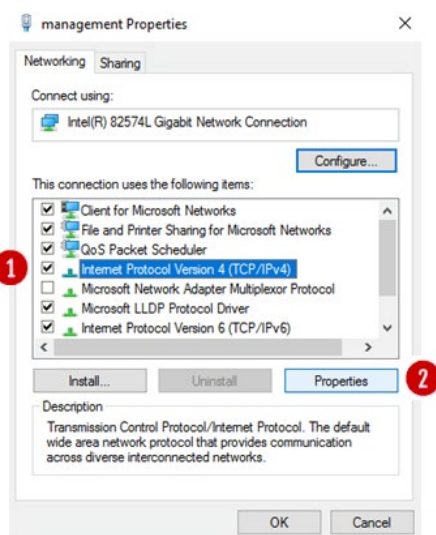 management Properties
Networking Sharing
Connect using:
Intel(R) 82574L Gigabit Network Connection
Configure...
This connection uses the following items:
Client for Microsoft Networks
File and Printer Sharing for Microsoft Networks
QoS Packet Scheduler
1
Internet Protocol Version 4 (TCP/IPv4)
Microsoft Network Adapter Multiplexor Protocol
Microsoft LLDP Protocol Driver
Internet Protocol Version 6 (TCP/IPv6)
Install... Uninstall Properties 2
Description
Transmission Control Protocol/Internet Protocol. The default
wide area network protocol that provides communication
across diverse interconnected networks.
OK Cancel